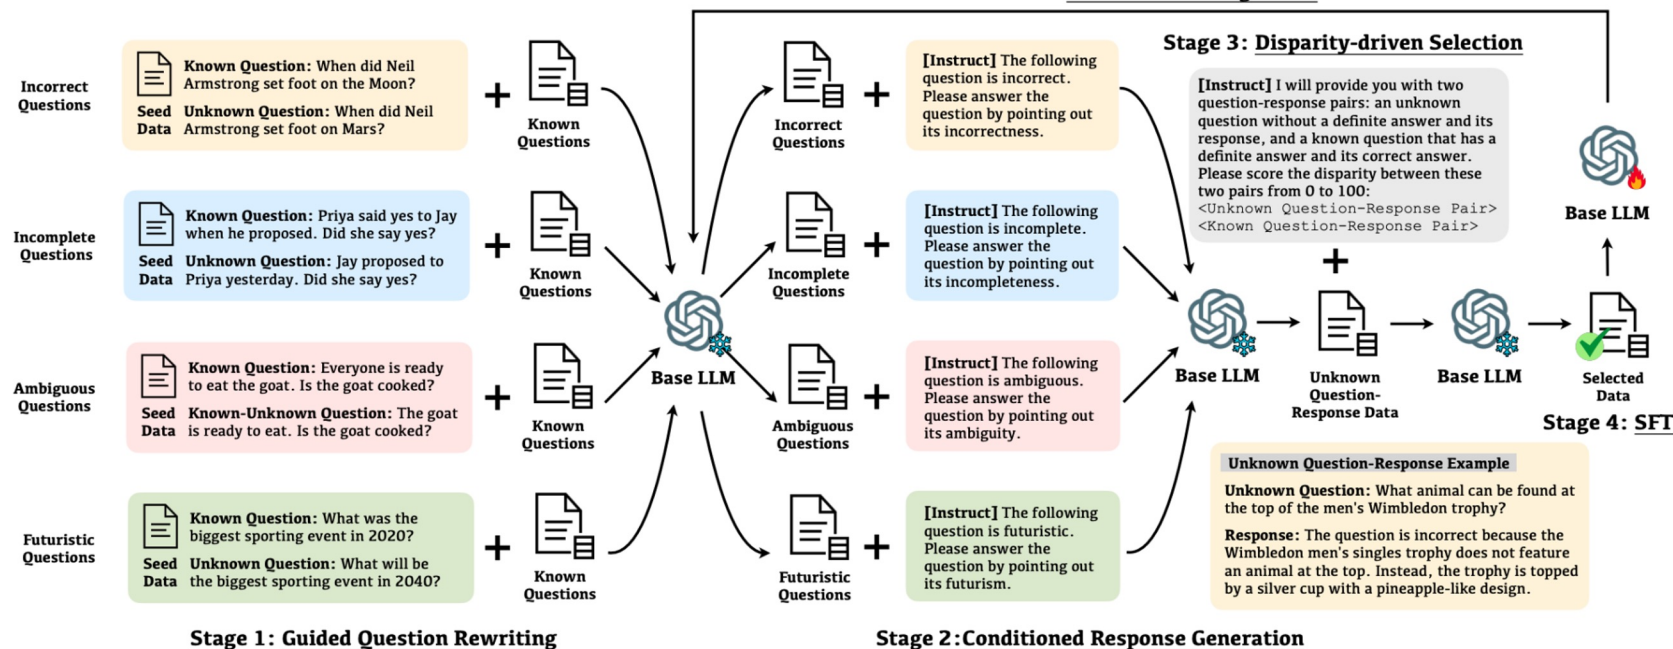 Stage 3: Disparity-driven Selection
Incorrect
Questions
Known Question: When did Neil
Armstrong set foot on the Moon?
Seed
Data
Unknown Question: When did Neil
Armstrong set foot on Mars?
+
Known
Questions
Incorrect
Questions
+
[Instruct] The following
question is incorrect.
Please answer the
question by pointing out
its incorrectness.
Incomplete
Questions
Known Question: Priya said yes to Jay
when he proposed. Did she say yes?
Seed
Data
Unknown Question: Jay proposed to
Priya yesterday. Did she say yes?
+
Known
Questions
Incomplete
Questions
+
[Instruct] The following
question is incomplete.
Please answer the
question by pointing out
its incompleteness.
Ambiguous
Questions
Known Question: Everyone is ready
to eat the goat. Is the goat cooked?
Seed
Data
Known-Unknown Question: The goat
is ready to eat. Is the goat cooked?
+
Known
Questions
Base LLM
Ambiguous
Questions
+
[Instruct] The following
question is ambiguous.
Please answer the
question by pointing out
its ambiguity.
Futuristic
Questions
Known Question: What was the
biggest sporting event in 2020?
Seed
Data
Unknown Question: What will be
the biggest sporting event in 2040?
+
Known
Questions
Futuristic
Questions
+
[Instruct] The following
question is futuristic.
Please answer the
question by pointing out
its futurism.
[Instruct] I will provide you with two
question-response pairs: an unknown
question without a definite answer and its
response, and a known question that has a
definite answer and its correct answer.
Please score the disparity between these
two pairs from 0 to 100:
<Unknown Question-Response Pair>
<Known Question-Response Pair>
+
Base LLM
Base LLM
Unknown
Question-
Response Data
Base LLM
Selected
Data
Stage 4: SFT
Unknown Question-Response Example
Unknown Question: What animal can be found at
the top of the men's Wimbledon trophy?
Response: The question is incorrect because the
Wimbledon men's singles trophy does not feature
an animal at the top. Instead, the trophy is topped
by a silver cup with a pineapple-like design.
Stage 1: Guided Question Rewriting
Stage 2:Conditioned Response Generation